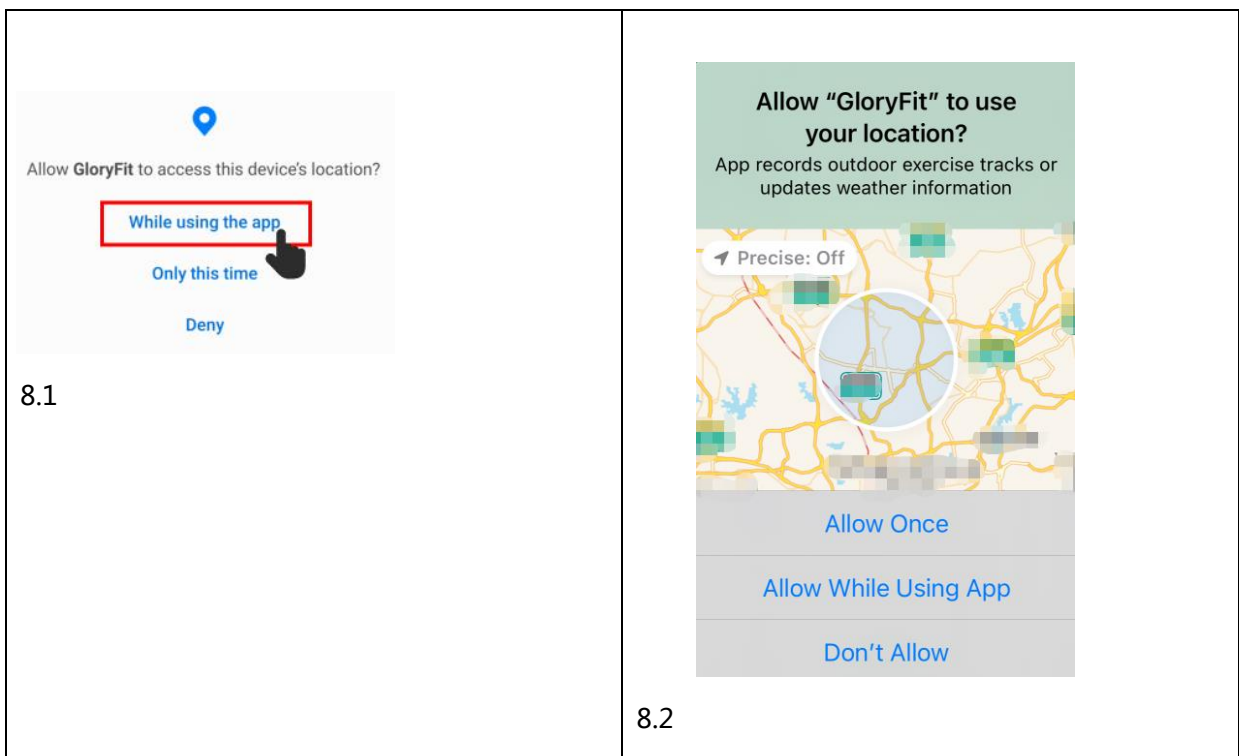 Allow GloryFit to access this device's location?
While using the app
Only this time
Deny
8.1
Allow “GloryFit” to use
your location?
App records outdoor exercise tracks or
updates weather information
Precise: Off
Allow Once
Allow While Using App
Don’t Allow
8.2